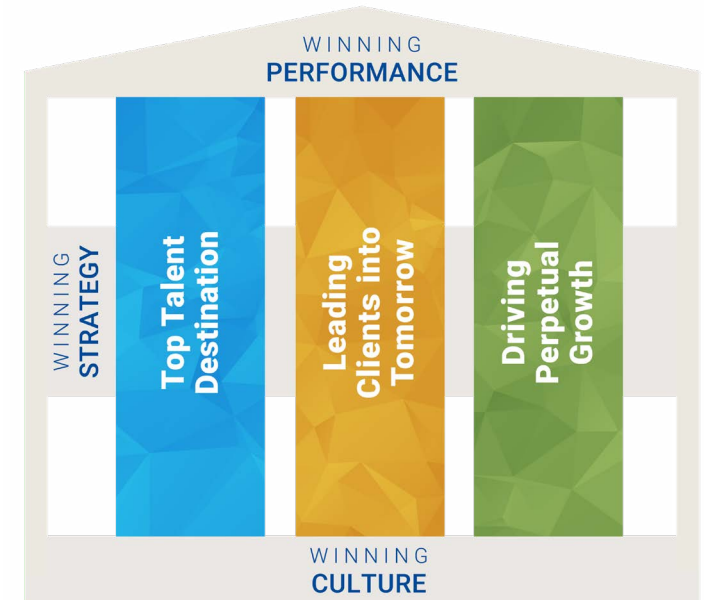 WINNING
PERFORMANCE
WINNING
STRATEGY
Top Talent
Destination
Leading
Clients into
Tomorrow
Driving
Perpetual
Growth
WINNING
CULTURE